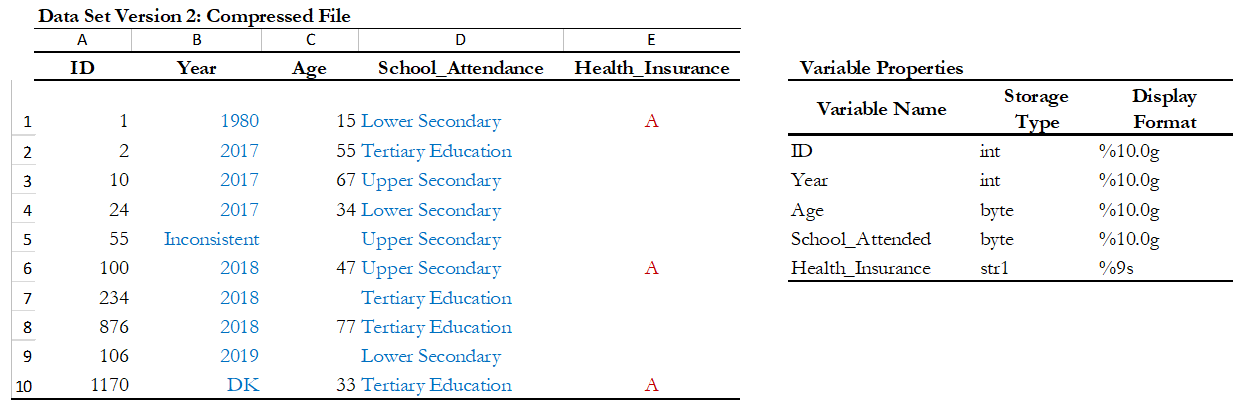 Data Set Version 2: Compressed File
A B C D E
ID Year Age School_Attendance Health_Insurance
1 1 1980 15 Lower Secondary A
2 2 2017 55 Tertiary Education
3 10 2017 67 Upper Secondary
4 24 2017 34 Lower Secondary
5 55 Inconsistent Upper Secondary
6 100 2018 47 Upper Secondary A
7 234 2018 Tertiary Education
8 876 2018 77 Tertiary Education
9 106 2019 Lower Secondary
10 1170 DK 33 Tertiary Education A
Variable Properties
Variable Name Storage Type Display Format
ID int %10.0g
Year int %10.0g
Age byte %10.0g
School_Attended byte %10.0g
Health_Insurance str1 %9s